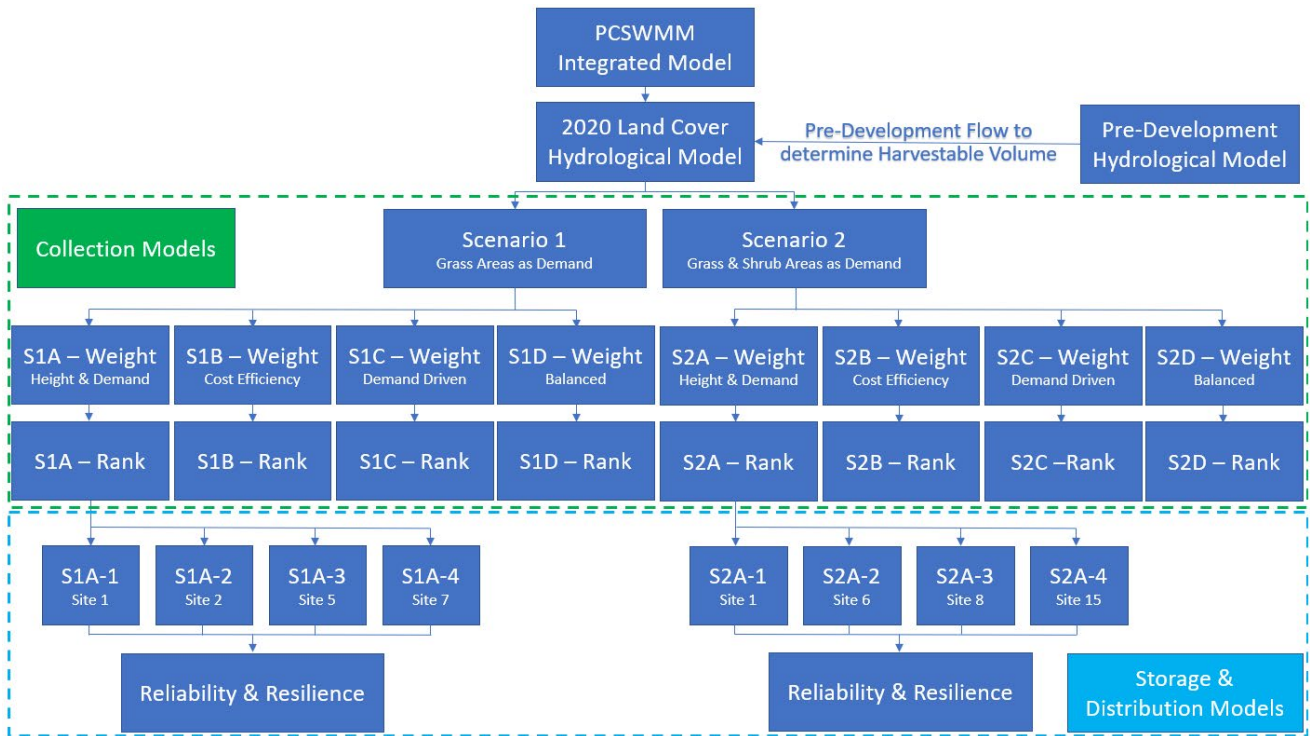 PCSWMM
Integrated Model
2020 Land Cover
Hydrological Model
Pre-Development Flow to
determine Harvestable Volume
Pre-Development
Hydrological Model
Collection Models
Scenario 1
Grass Areas as Demand
Scenario 2
Grass & Shrub Areas as Demand
S1A – Weight
Height & Demand
S1B – Weight
Cost Efficiency
S1C – Weight
Demand Driven
S1D – Weight
Balanced
S2A – Weight
Height & Demand
S2B – Weight
Cost Efficiency
S2C – Weight
Demand Driven
S2D – Weight
Balanced
S1A – Rank
S1B – Rank
S1C – Rank
S1D – Rank
S2A – Rank
S2B – Rank
S2C –Rank
S2D – Rank
S1A-1
Site 1
S1A-2
Site 2
S1A-3
Site 5
S1A-4
Site 7
S2A-1
Site 1
S2A-2
Site 6
S2A-3
Site 8
S2A-4
Site 15
Reliability & Resilience
Reliability & Resilience
Storage &
Distribution Models